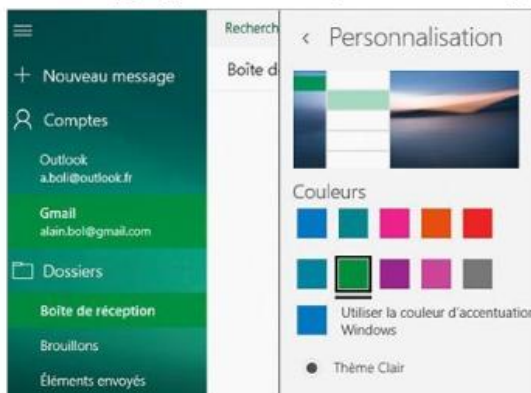 Nouveau message
Comptes
Outlook
a.boli@outlook.fr
Gmail
alain.bol@gmail.com
Dossiers
Boîte de réception
Brouillons
Éléments envoyés
Recherch
Boîte d
Personnalisation
Couleurs
Utiliser la couleur d'accentuation
Windows
Thème Clair